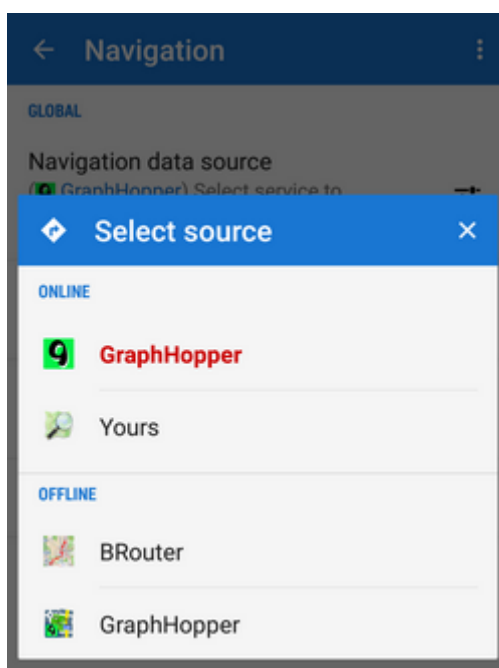 Navigation
GLOBAL
Navigation data source
(GraphHopper) Select service to
Select source
ONLINE
GraphHopper
Yours
OFFLINE
BRouter
GraphHopper